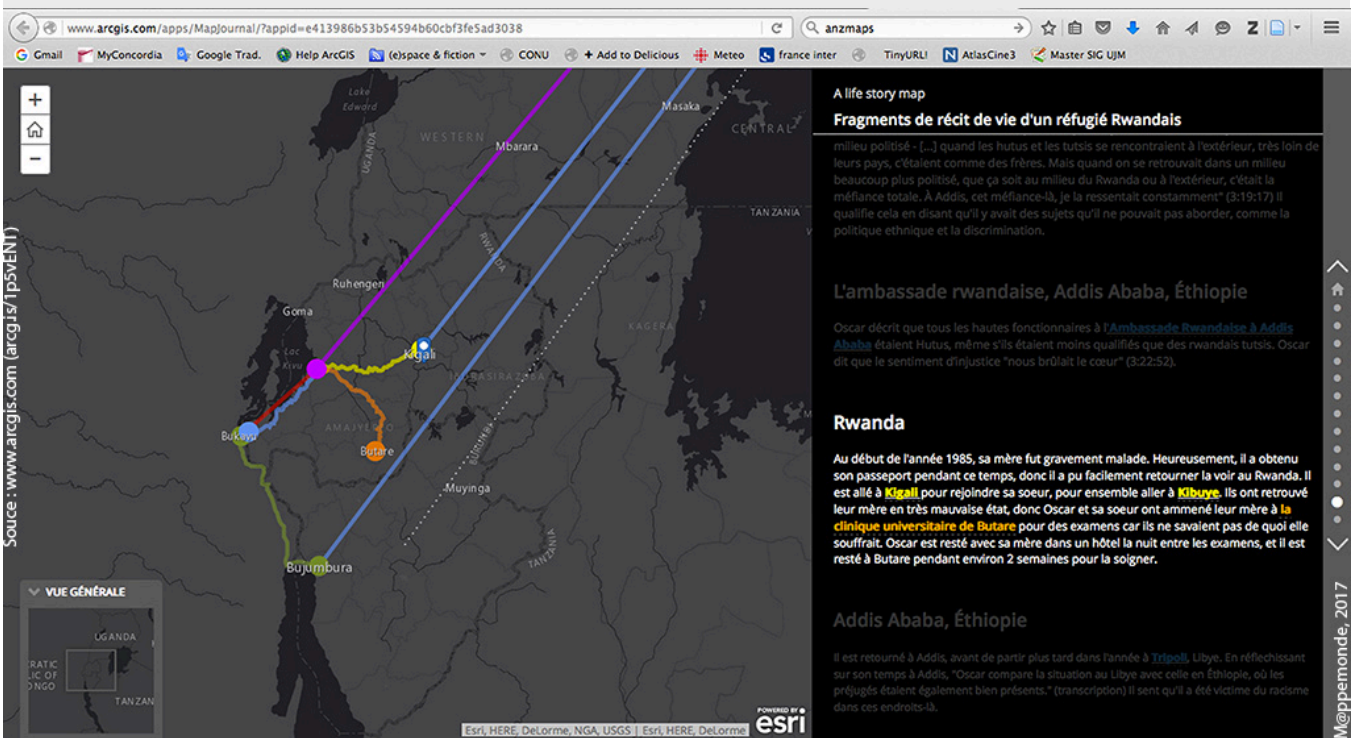 www.arcgis.com/apps/MapJournal/?appid=e413986b53b54594b60cbf3fe5ad3038
anzmaps
Gmail MyConcordia Google Trad. Help ArcGIS (e)space & fiction CONU + Add to Delicious Meteo france inter TinyURL! AtlasCine3 Master SIG UJM
+
−
Lake Edward
UGANDA
WESTERN
Mbarara
Masaka
CENTRAL
TANZANIA
RWANDA
Ruhengeri
Goma
Lac Kivu
Kigali
KAGERA
Bukavu
AMAJYEPFO
Butare
BURUNDI
Muyinga
TANZANIA
Bujumbura
VUE GÉNÉRALE
UGANDA
RATIC
LIC OF
ONGO
TANZAN
Esri, HERE, DeLorme, NGA, USGS | Esri, HERE, DeLorme
POWERED BY
esri
Souce : www.arcgis.com (arcg.is/1p5vENT)
A life story map
Fragments de récit de vie d'un réfugié Rwandais
milieu politisé - [...] quand les hutus et les tutsis se rencontraient à l'extérieur, très loin de
leurs pays, c'étaient comme des frères. Mais quand on se retrouvait dans un milieu
beaucoup plus politisé, que ça soit au milieu du Rwanda ou à l'extérieur, c'était la
méfiance totale. À Addis, cet méfiance-là, je la ressentait constamment" (3:19:17) Il
qualifie cela en disant qu'il y avait des sujets qu'il ne pouvait pas aborder, comme la
politique ethnique et la discrimination.
L'ambassade rwandaise, Addis Ababa, Éthiopie
Oscar décrit que tous les hautes fonctionnaires à l'Ambassade Rwandaise à Addis
Ababa étaient Hutus, même s'ils étaient moins qualifiés que des rwandais tutsis. Oscar
dit que le sentiment d'injustice "nous brûlait le cœur" (3:22:52).
Rwanda
Au début de l'année 1985, sa mère fut gravement malade. Heureusement, il a obtenu
son passeport pendant ce temps, donc il a pu facilement retourner la voir au Rwanda. Il
est allé à Kigali pour rejoindre sa soeur, pour ensemble aller à Kibuye. Ils ont retrouvé
leur mère en très mauvaise état, donc Oscar et sa soeur ont ammené leur mère à la
clinique universitaire de Butare pour des examens car ils ne savaient pas de quoi elle
souffrait. Oscar est resté avec sa mère dans un hôtel la nuit entre les examens, et il est
resté à Butare pendant environ 2 semaines pour la soigner.
Addis Ababa, Éthiopie
Il est retourné à Addis, avant de partir plus tard dans l'année à Tripoli, Libye. En réflechissant
sur son temps à Addis, "Oscar compare la situation au Libye avec celle en Éthiopie, où les
préjugés étaient également bien présents." (transcription) Il sent qu'il a été victime du racisme
dans ces endroits-là.
M@ppemonde, 2017